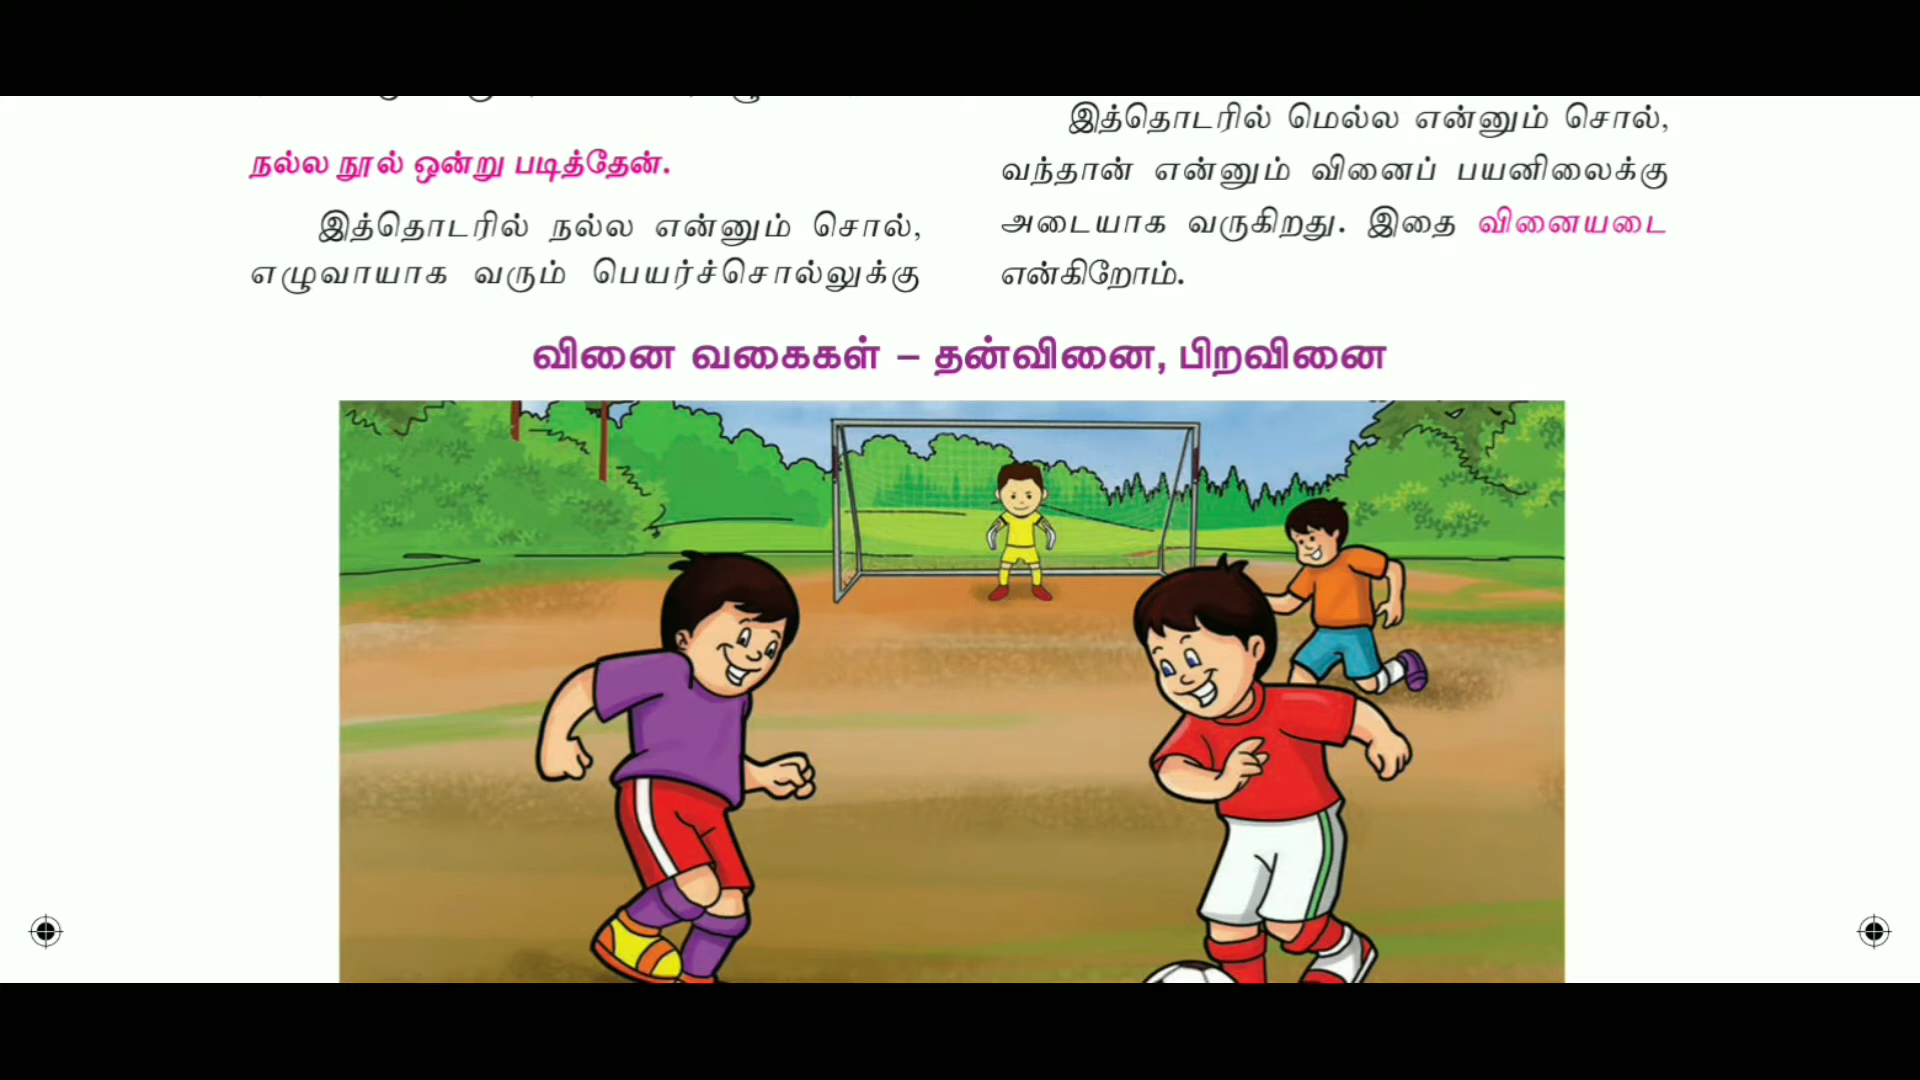 நல்ல நூல் ஒன்று படித்தேன்.
இத்தொடரில் நல்ல என்னும் சொல்,
எழுவாயாக வரும் பெயர்ச்சொல்லுக்கு
இத்தொடரில் மெல்ல என்னும் சொல்,
வந்தான் என்னும் வினைப் பயனிலைக்கு
அடையாக வருகிறது. இதை வினையடை
என்கிறோம்.
வினை வகைகள் – தன்வினை, பிறவினை